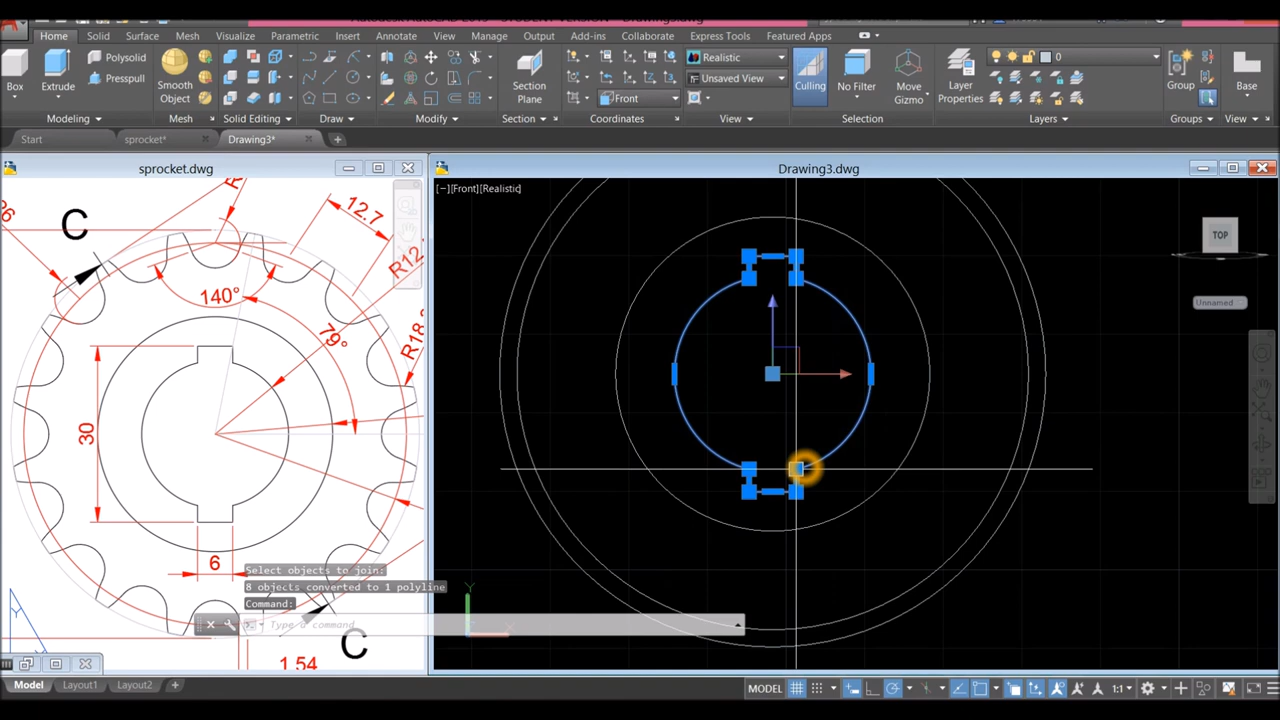 Home Solid Surface Mesh Visualize Parametric Insert Annotate View Manage Output Add-ins Collaborate Express Tools Featured Apps
Polysolid
Presspull
Box Extrude
Smooth
Object
Section
Plane
Realistic
Unsaved View
Front
Culling No Filter Move
Gizmo
0
Layer
Properties
Group Base
Modeling Mesh Solid Editing Draw Modify Section Coordinates View Selection Layers Groups View
Start sprocket* Drawing3*
sprocket.dwg
Drawing3.dwg
[−][Front][Realistic]
TOP
Unnamed
C
12.7
140°
79°
30
6
C
1.54
Select objects to join:
8 objects converted to 1 polyline
Command:
Type a command
Y
Model Layout1 Layout2 +
MODEL 1:1